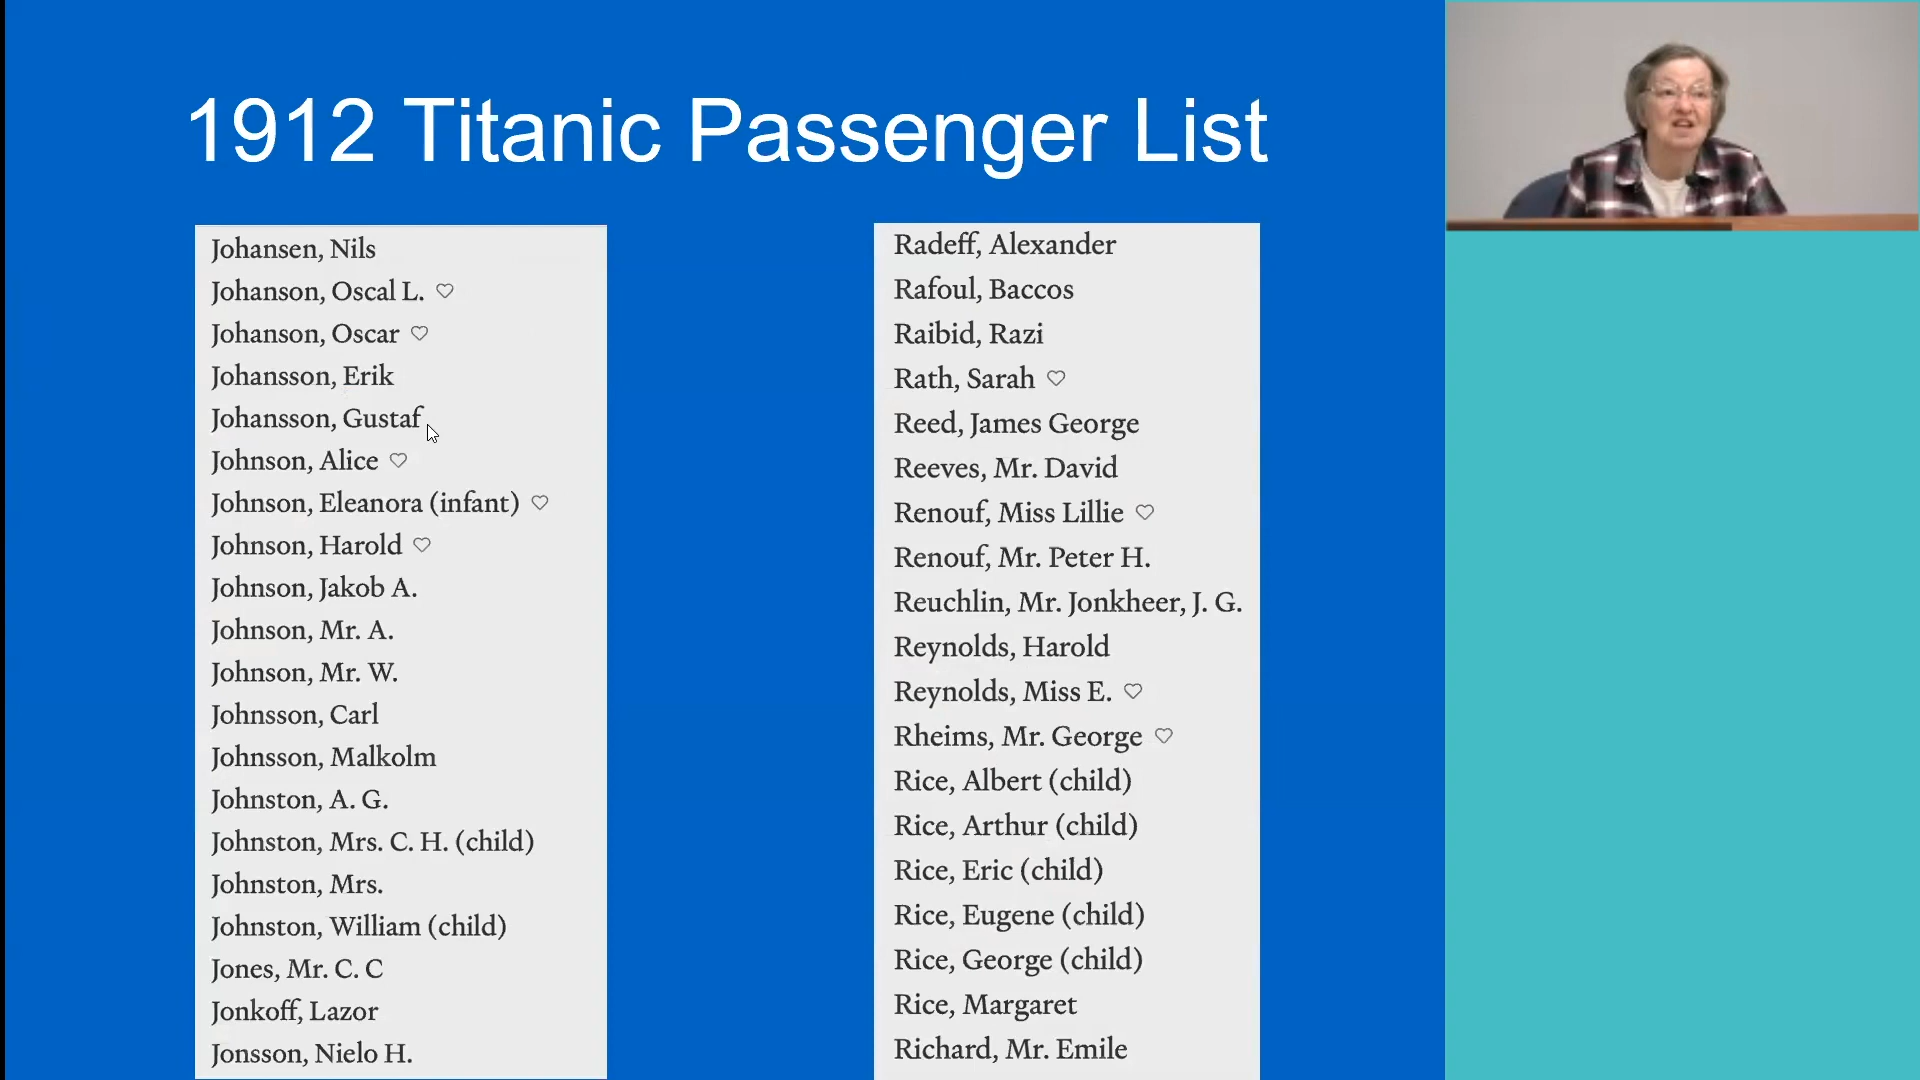 1912 Titanic Passenger List
Johansen, Nils
Johanson, Oscal L. ♡
Johanson, Oscar ♡
Johansson, Erik
Johansson, Gustaf
Johnson, Alice ♡
Johnson, Eleanora (infant) ♡
Johnson, Harold ♡
Johnson, Jakob A.
Johnson, Mr. A.
Johnson, Mr. W.
Johnsson, Carl
Johnsson, Malkolm
Johnston, A. G.
Johnston, Mrs. C. H. (child)
Johnston, Mrs.
Johnston, William (child)
Jones, Mr. C. C
Jonkoff, Lazor
Jonsson, Nielo H.
Radeff, Alexander
Rafoul, Baccos
Raibid, Razi
Rath, Sarah ♡
Reed, James George
Reeves, Mr. David
Renouf, Miss Lillie ♡
Renouf, Mr. Peter H.
Reuchlin, Mr. Jonkheer, J. G.
Reynolds, Harold
Reynolds, Miss E. ♡
Rheims, Mr. George ♡
Rice, Albert (child)
Rice, Arthur (child)
Rice, Eric (child)
Rice, Eugene (child)
Rice, George (child)
Rice, Margaret
Richard, Mr. Emile